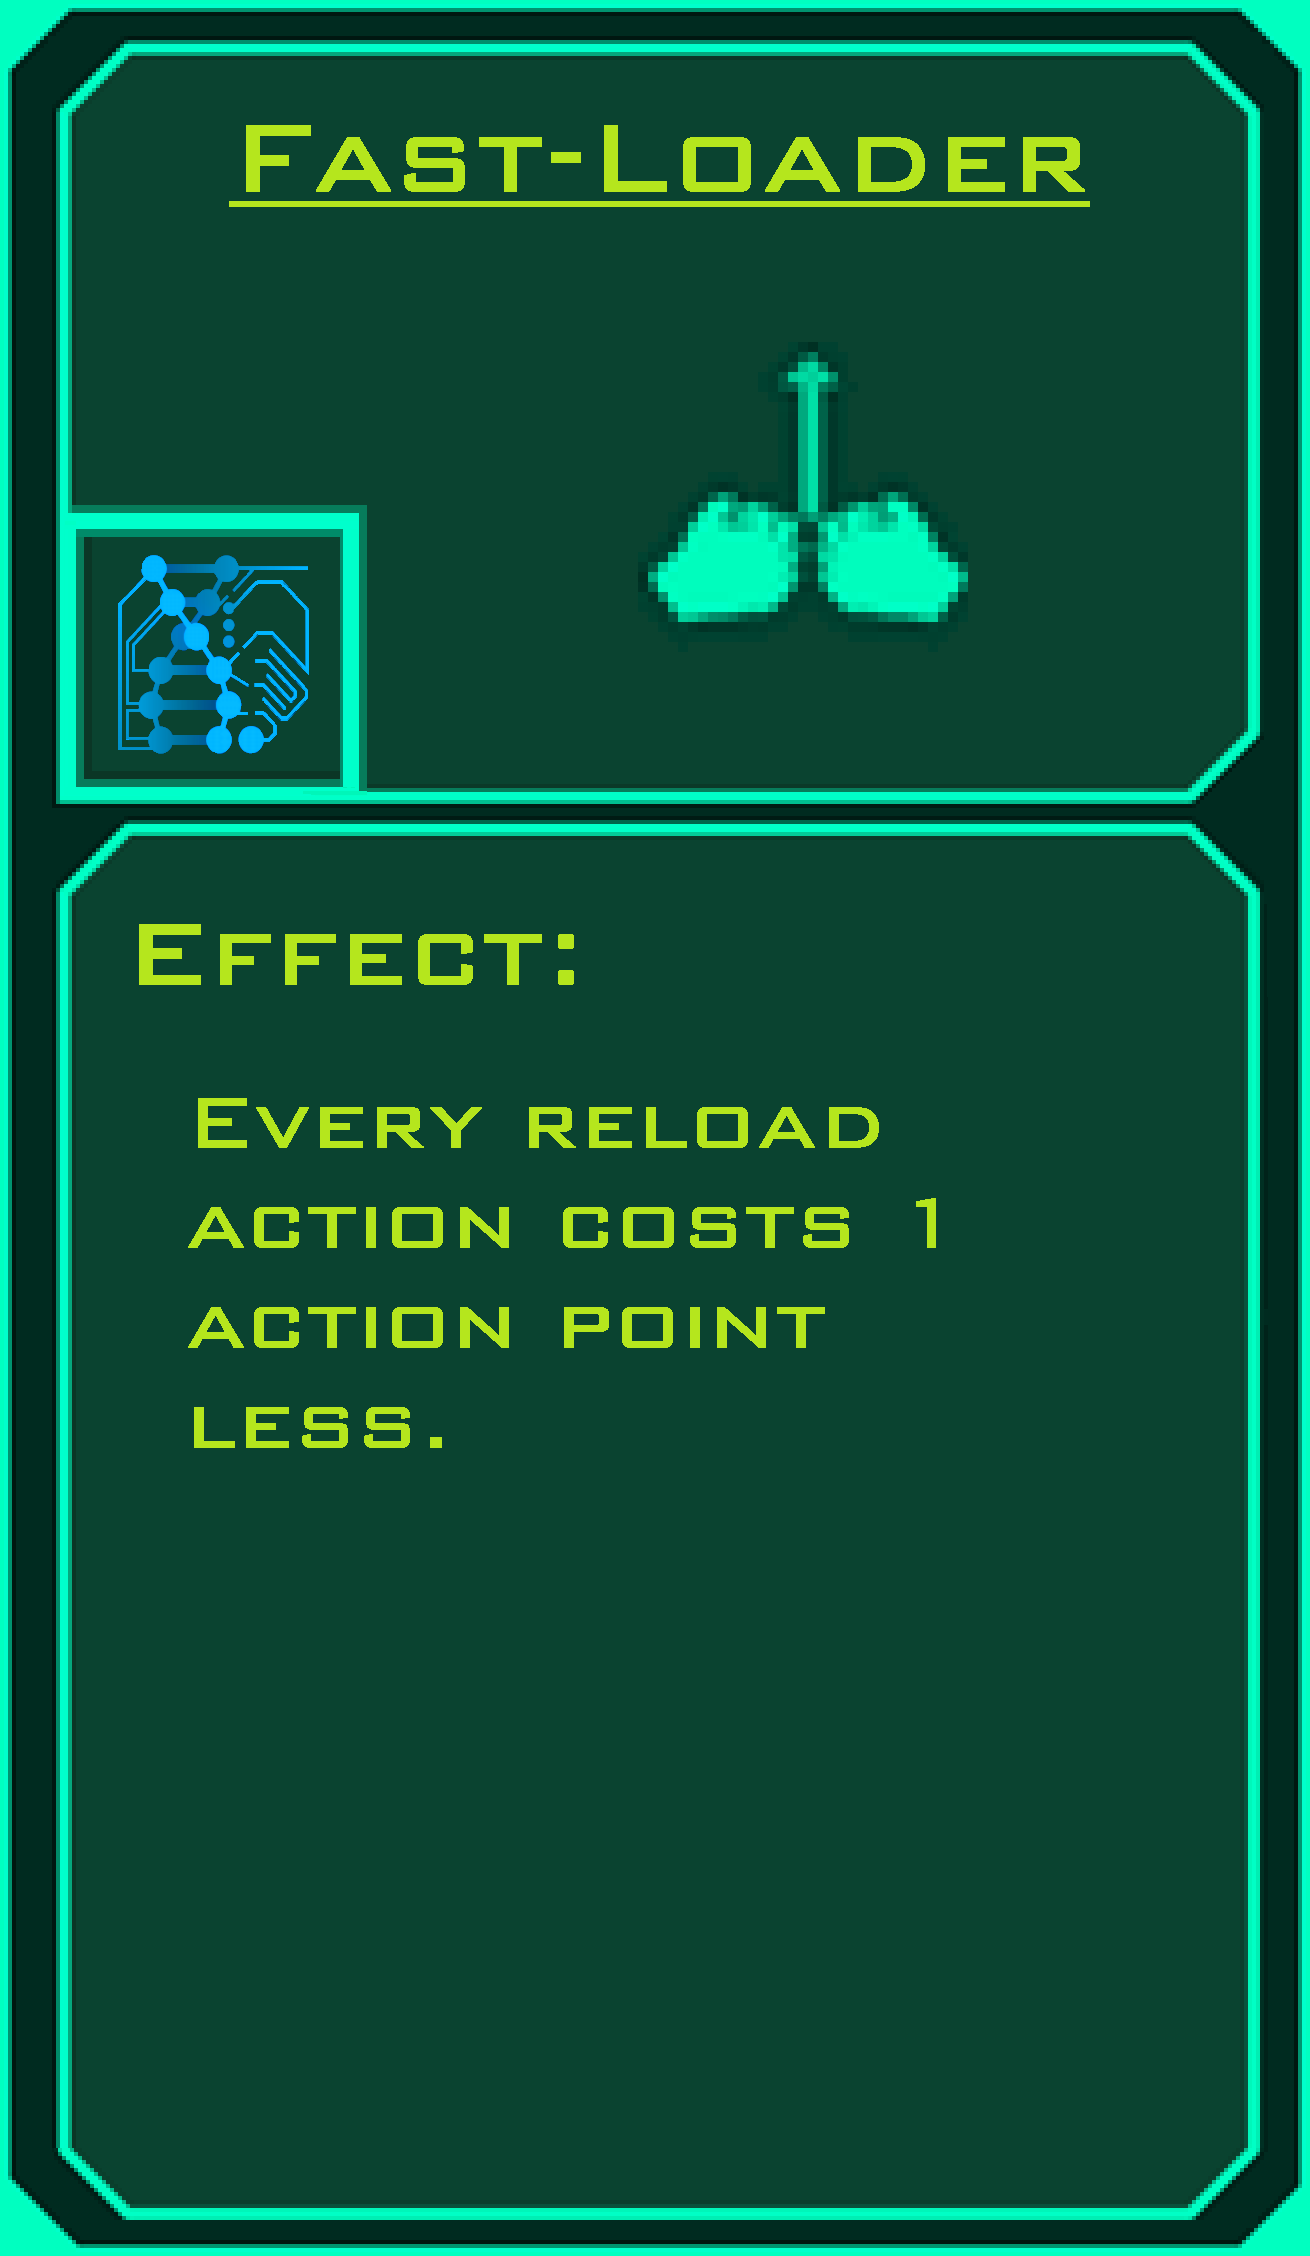 Fast-Loader
Effect:
Every reload
action costs 1
action point
less.